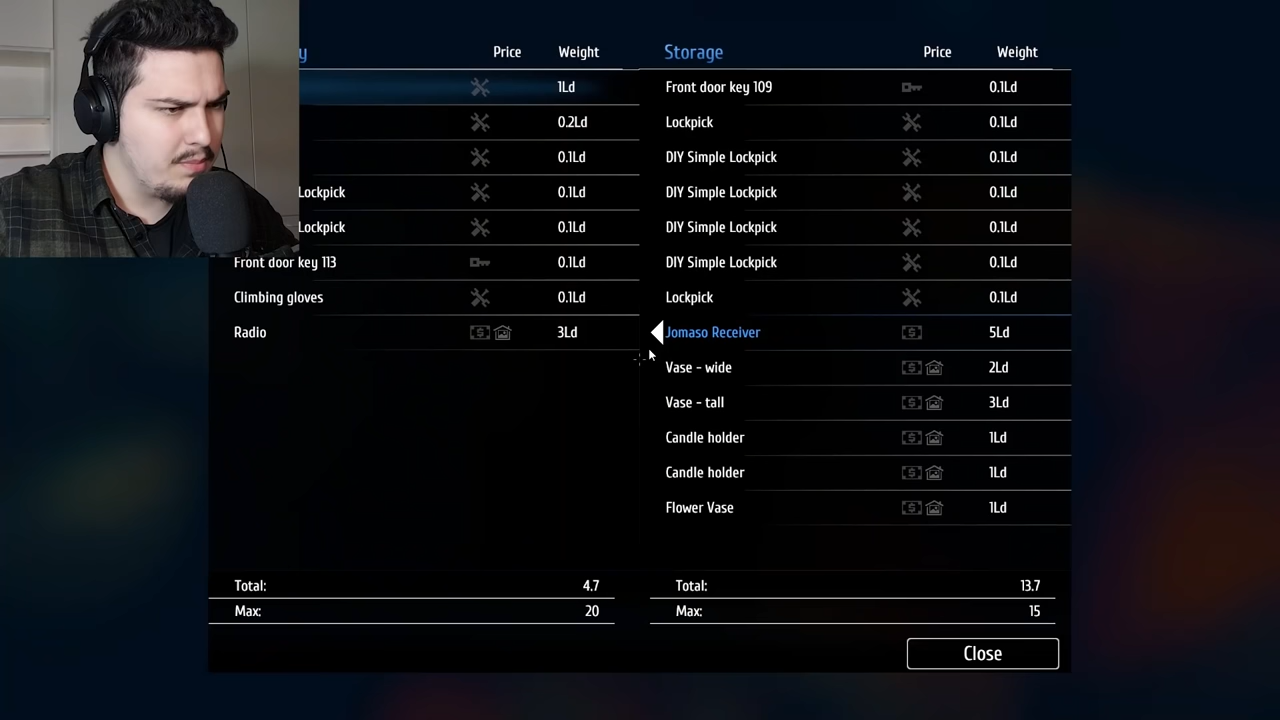 y Price Weight Storage Price Weight
1Ld Front door key 109 0.1Ld
0.2Ld Lockpick 0.1Ld
0.1Ld DIY Simple Lockpick 0.1Ld
Lockpick 0.1Ld DIY Simple Lockpick 0.1Ld
Lockpick 0.1Ld DIY Simple Lockpick 0.1Ld
Front door key 113 0.1Ld DIY Simple Lockpick 0.1Ld
Climbing gloves 0.1Ld Lockpick 0.1Ld
Radio 3Ld Jomaso Receiver 5Ld
Vase - wide 2Ld
Vase - tall 3Ld
Candle holder 1Ld
Candle holder 1Ld
Flower Vase 1Ld
Total: 4.7 Total: 13.7
Max: 20 Max: 15
Close